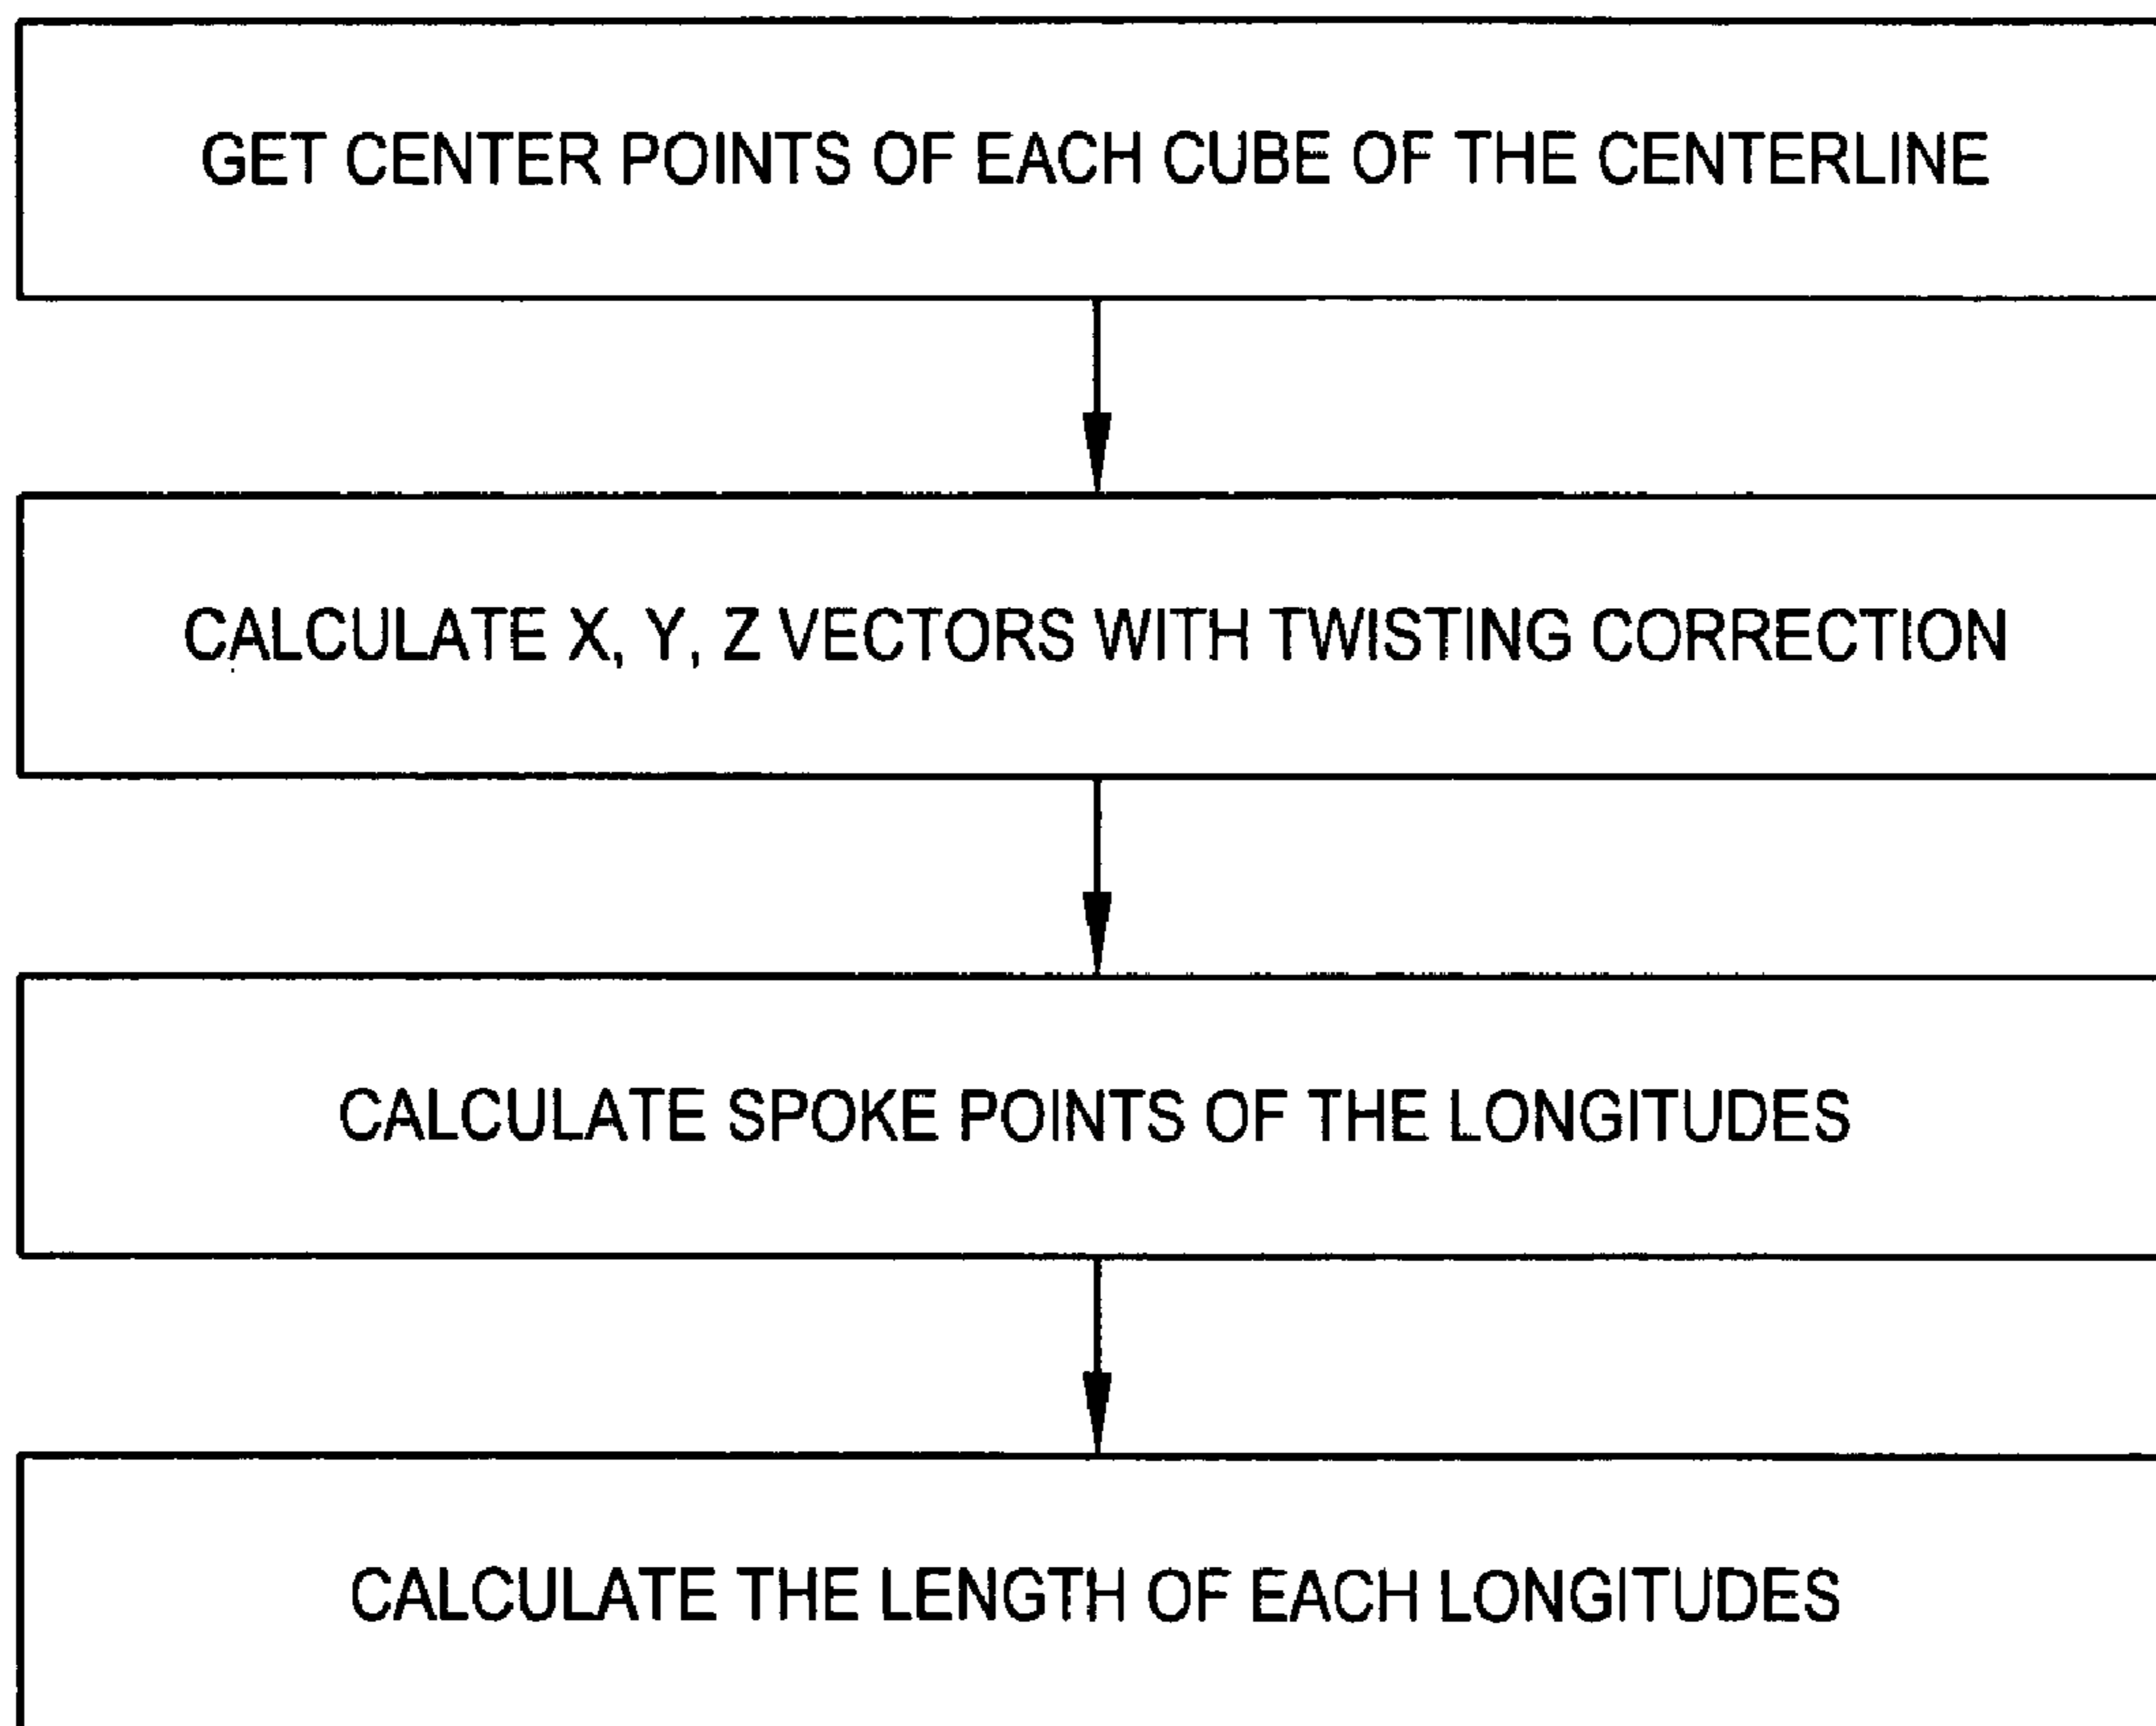 GET CENTER POINTS OF EACH CUBE OF THE CENTERLINE
CALCULATE X, Y, Z VECTORS WITH TWISTING CORRECTION
CALCULATE SPOKE POINTS OF THE LONGITUDES
CALCULATE THE LENGTH OF EACH LONGITUDES